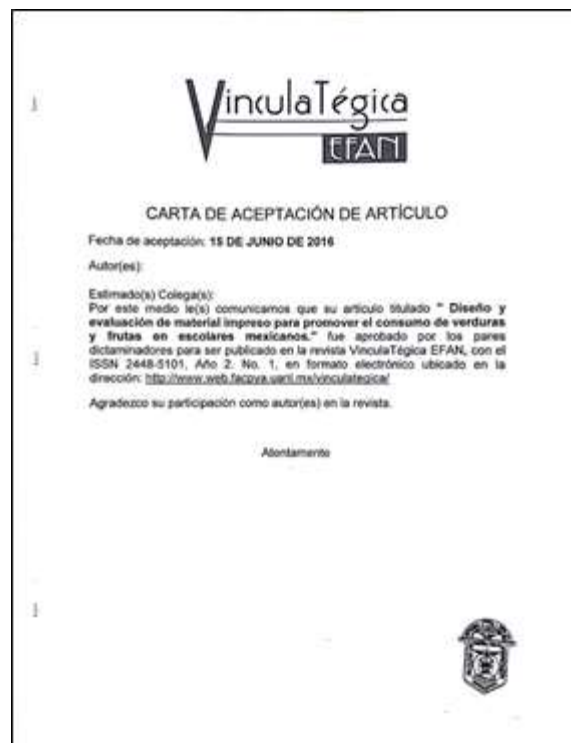 VinculaTégica
EFAN
CARTA DE ACEPTACIÓN DE ARTÍCULO
Fecha de aceptación: 15 DE JUNIO DE 2016
Autor(es):
Estimado(s) Colega(s):
Por este medio le(s) comunicamos que su artículo titulado " Diseño y
evaluación de material impreso para promover el consumo de verduras
y frutas en escolares mexicanos." fue aprobado por los pares
dictaminadores para ser publicado en la revista VinculaTégica EFAN, con el
ISSN 2448-5101, Año 2. No. 1, en formato electrónico ubicado en la
dirección: http://www.web.facpya.uanl.mx/vinculategica/
Agradezco su participación como autor(es) en la revista.
Atentamente